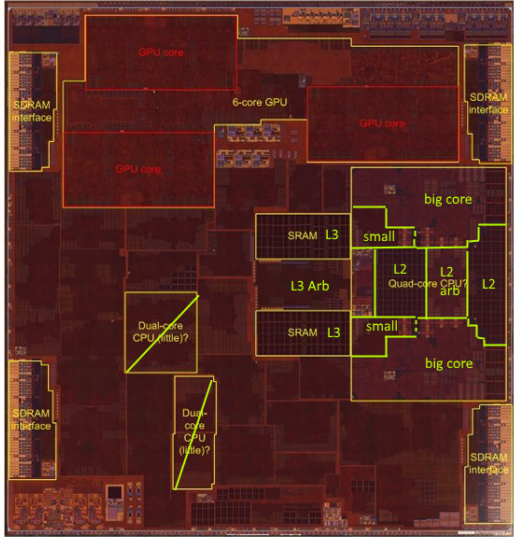 GPU core
6-core GPU
SDRAM
interface
SDRAM
interface
GPU core
GPU core
big core
SRAM L3
small
L3 Arb
L2
L2
Quad-core CPU?
arb
L2
SRAM L3
small
big core
Dual-core
CPU (little)?
Dual-
core
CPU
(little)?
SDRAM
interface
SDRAM
interface